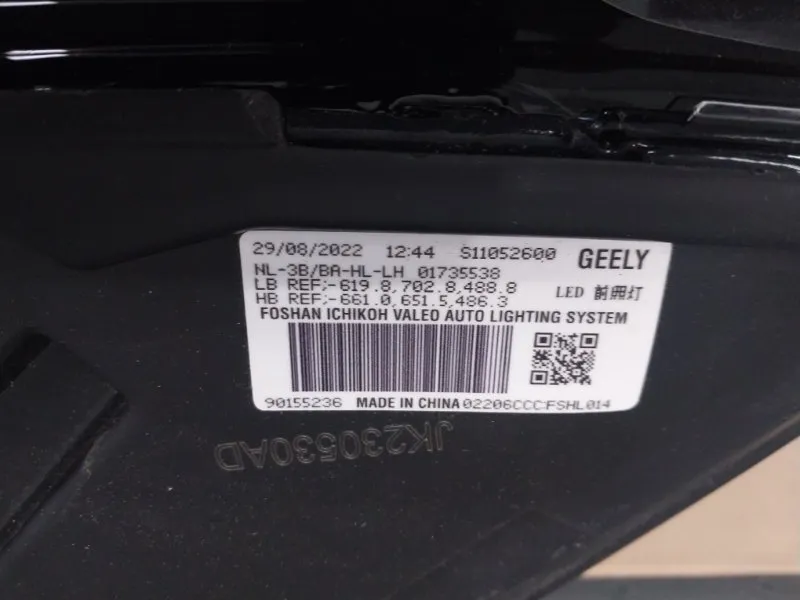 29/08/2022 12:44 S11052600 GEELY
NL-3B/BA-HL-LH 01735538
LB REF;-619.8,702.8,488.8 LED 前照灯
HB REF;-661.0,651.5,486.3
FOSHAN ICHIKOH VALEO AUTO LIGHTING SYSTEM
90155236 MADE IN CHINA 02206CCC:FSHL014
JK230530AD